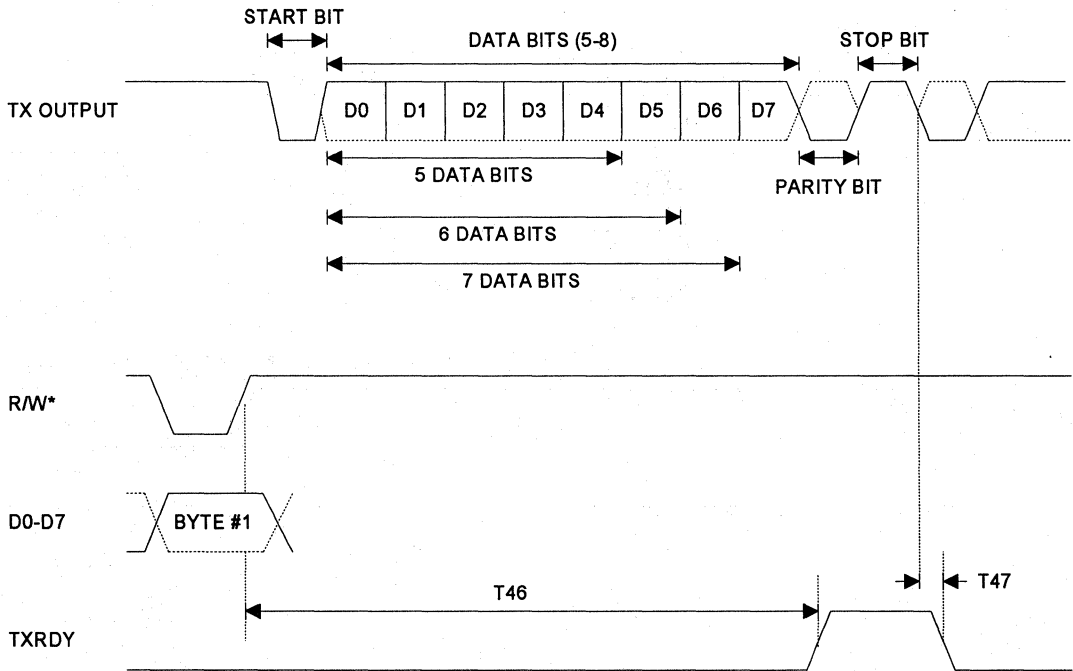 START BIT
DATA BITS (5-8)
STOP BIT
TX OUTPUT
D0 D1 D2 D3 D4 D5 D6 D7
5 DATA BITS
PARITY BIT
6 DATA BITS
7 DATA BITS
R/W*
D0-D7
BYTE #1
T46
T47
TXRDY